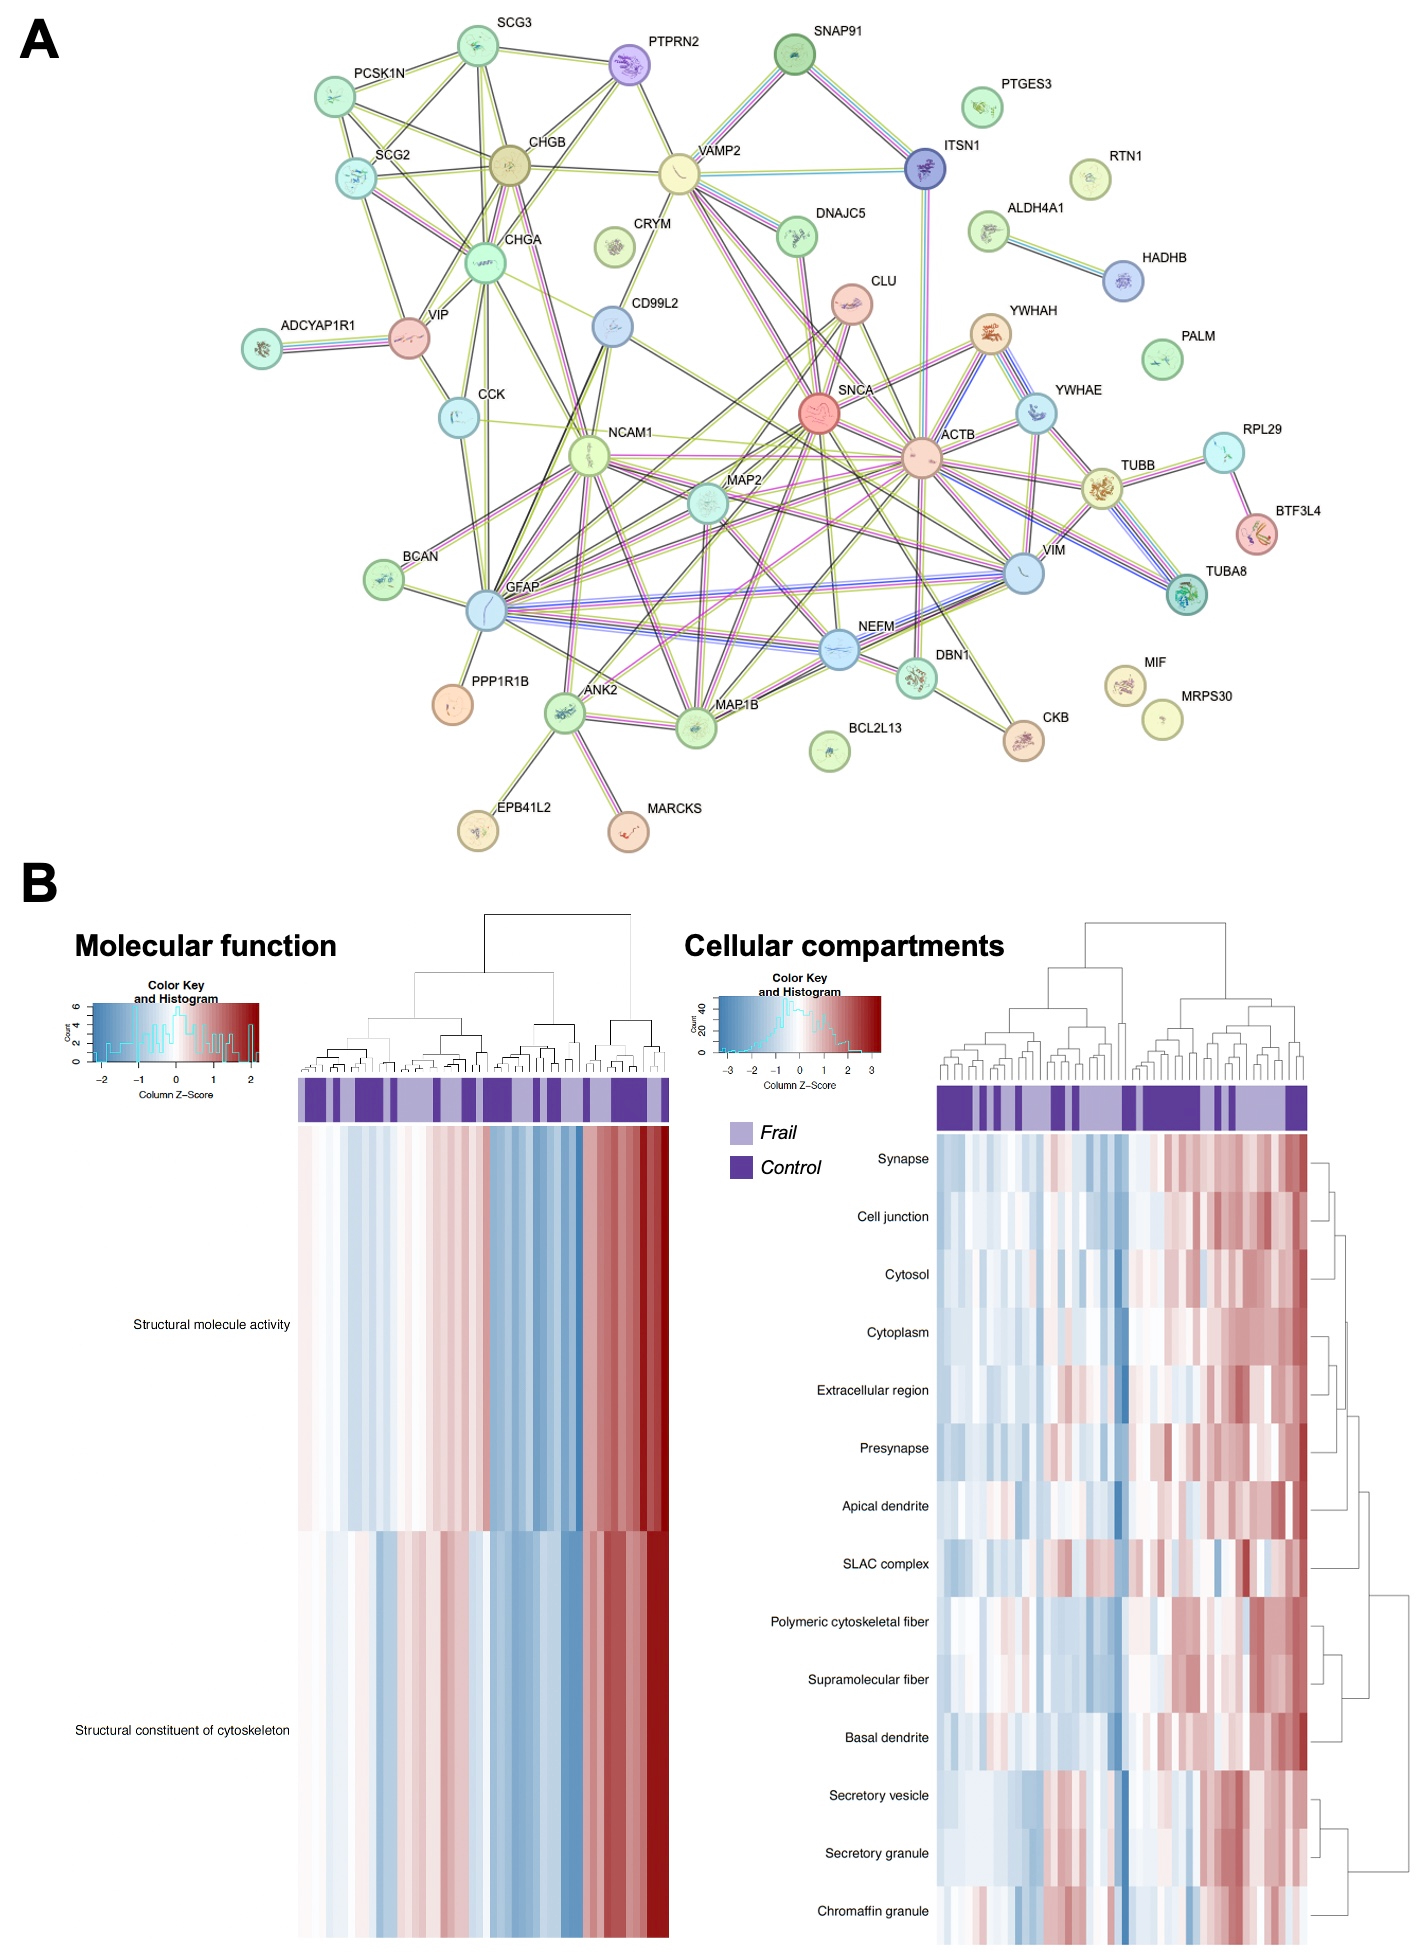 A
SCG3
PTPRN2
SNAP91
PCSK1N
PTGES3
CHGB
VAMP2
ITSN1
SCG2
RTN1
CRYM
DNAJC5
ALDH4A1
CHGA
HADHB
CLU
CD99L2
YWHAH
ADCYAP1R1
VIP
PALM
CCK
SNCA
YWHAE
NCAM1
ACTB
RPL29
MAP2
TUBB
BTF3L4
BCAN
VIM
GFAP
TUBA8
NEFM
DBN1
MIF
PPP1R1B
ANK2
MAP1B
MRPS30
BCL2L13
CKB
EPB41L2
MARCKS
B
Molecular function
Color Key
and Histogram
Count
0 2 4 6
−2 −1 0 1 2
Column Z−Score
Structural molecule activity
Structural constituent of cytoskeleton
Cellular compartments
Color Key
and Histogram
Count
0 20 40
−3 −2 −1 0 1 2 3
Column Z−Score
Frail
Control
Synapse
Cell junction
Cytosol
Cytoplasm
Extracellular region
Presynapse
Apical dendrite
SLAC complex
Polymeric cytoskeletal fiber
Supramolecular fiber
Basal dendrite
Secretory vesicle
Secretory granule
Chromaffin granule